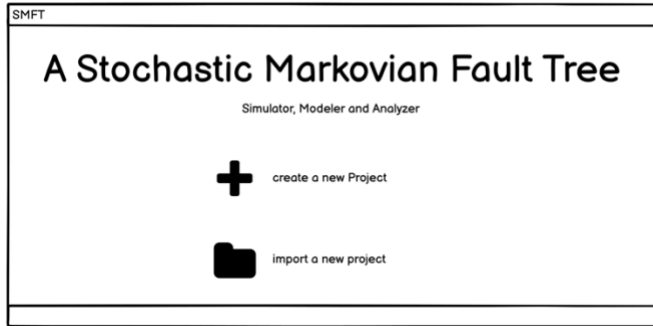 SMFT
A Stochastic Markovian Fault Tree
Simulator, Modeler and Analyzer
create a new Project
import a new project